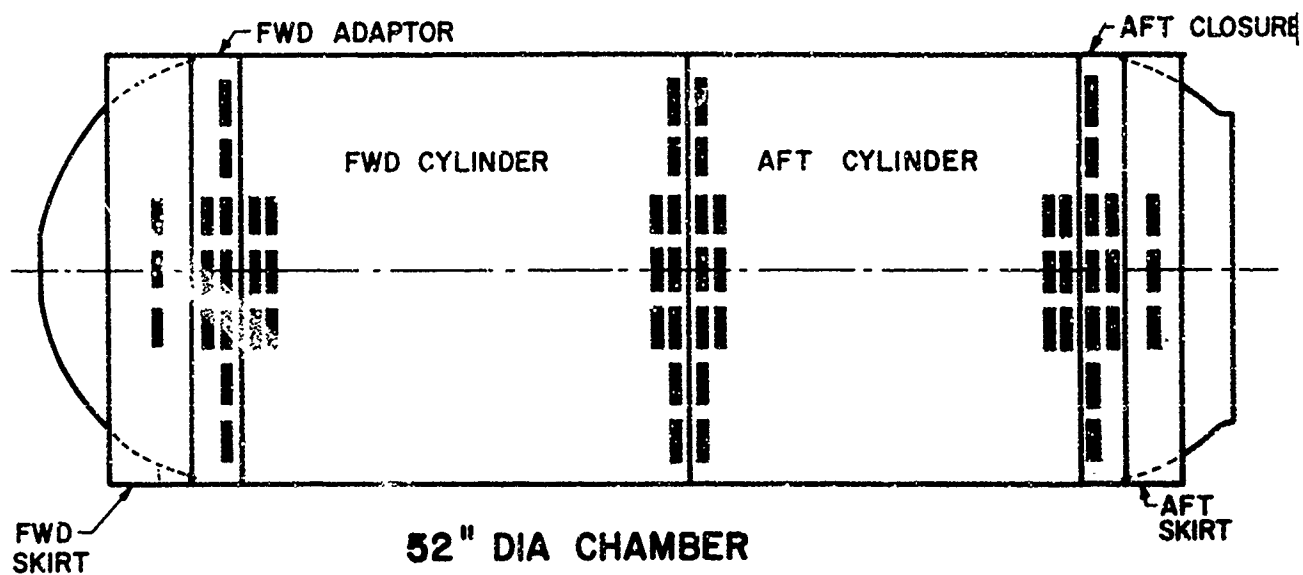 FWD ADAPTOR
AFT CLOSURE
FWD CYLINDER
AFT CYLINDER
FWD
SKIRT
AFT
SKIRT
52" DIA CHAMBER